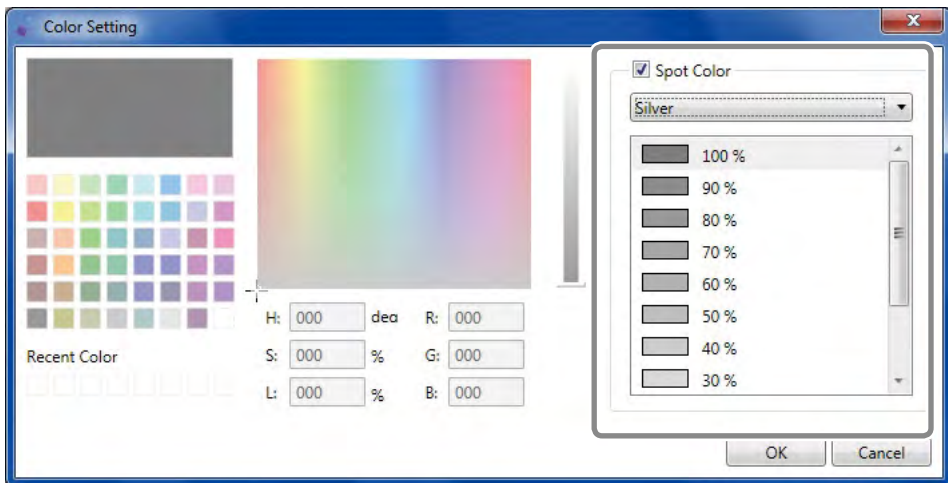 Color Setting
Spot Color
Silver
100 %
90 %
80 %
70 %
60 %
50 %
40 %
30 %
H: 000 dea R: 000
S: 000 % G: 000
L: 000 % B: 000
Recent Color
OK Cancel